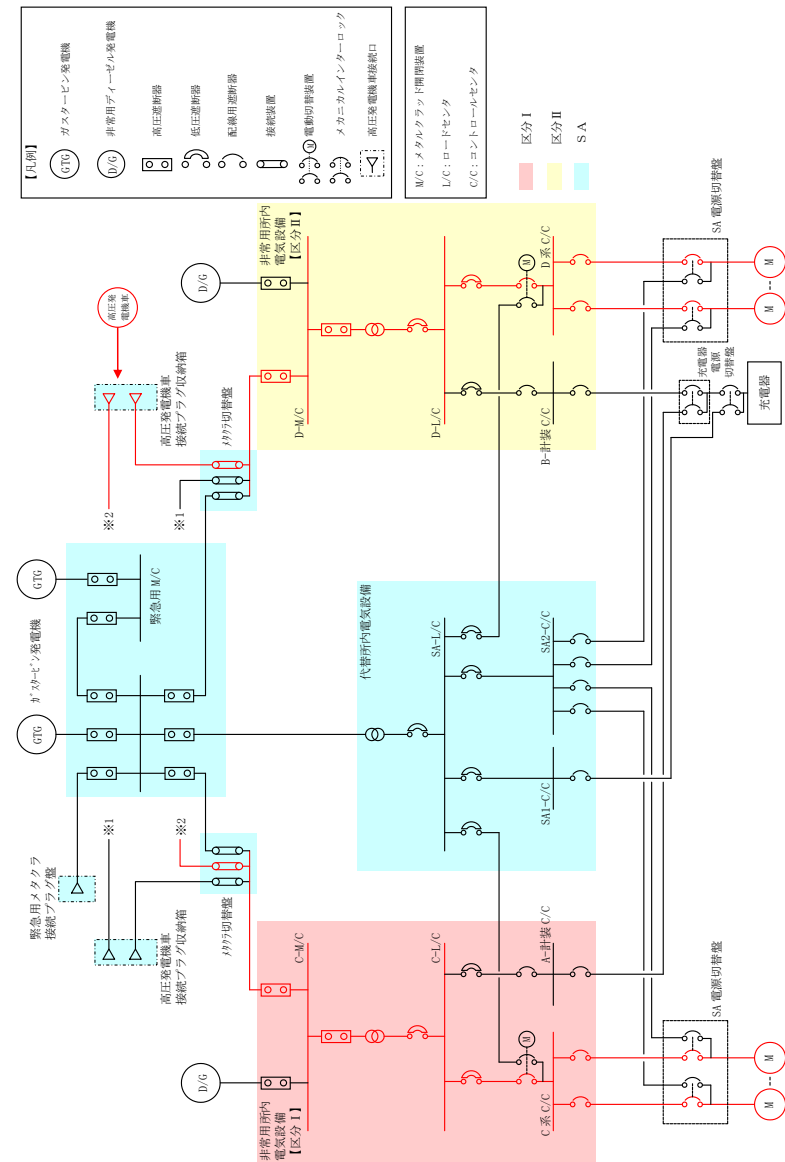 【凡例】
GTG
ガスタービン発電機
D/G
非常用ディーゼル発電機
高圧遮断器
低圧遮断器
配線用遮断器
接続装置
M
電動切替装置
メカニカルインターロック
高圧発電機車接続口
M/C：メタルクラッド開閉装置
L/C：ロードセンタ
C/C：コントロールセンタ
区分Ⅰ
区分Ⅱ
ＳＡ
緊急用メタクラ
接続プラグ盤
GTG
ガスタービン発電機
GTG
緊急用 M/C
高圧発
電機車
高圧発電機車
接続プラグ収納箱
※1
※2
高圧発電機車
接続プラグ収納箱
※2
※1
メタクラ切替盤
メタクラ切替盤
D/G
非常用所内
電気設備
【区分Ⅰ】
C-M/C
C-L/C
M
C 系 C/C
A-計装 C/C
代替所内電気設備
SA-L/C
SA1-C/C
SA2-C/C
D/G
非常用所内
電気設備
【区分Ⅱ】
D-M/C
D-L/C
M
B-計装 C/C
D 系 C/C
SA 電源切替盤
M
M
充電器
電源
切替盤
充電器
SA 電源切替盤
M
M